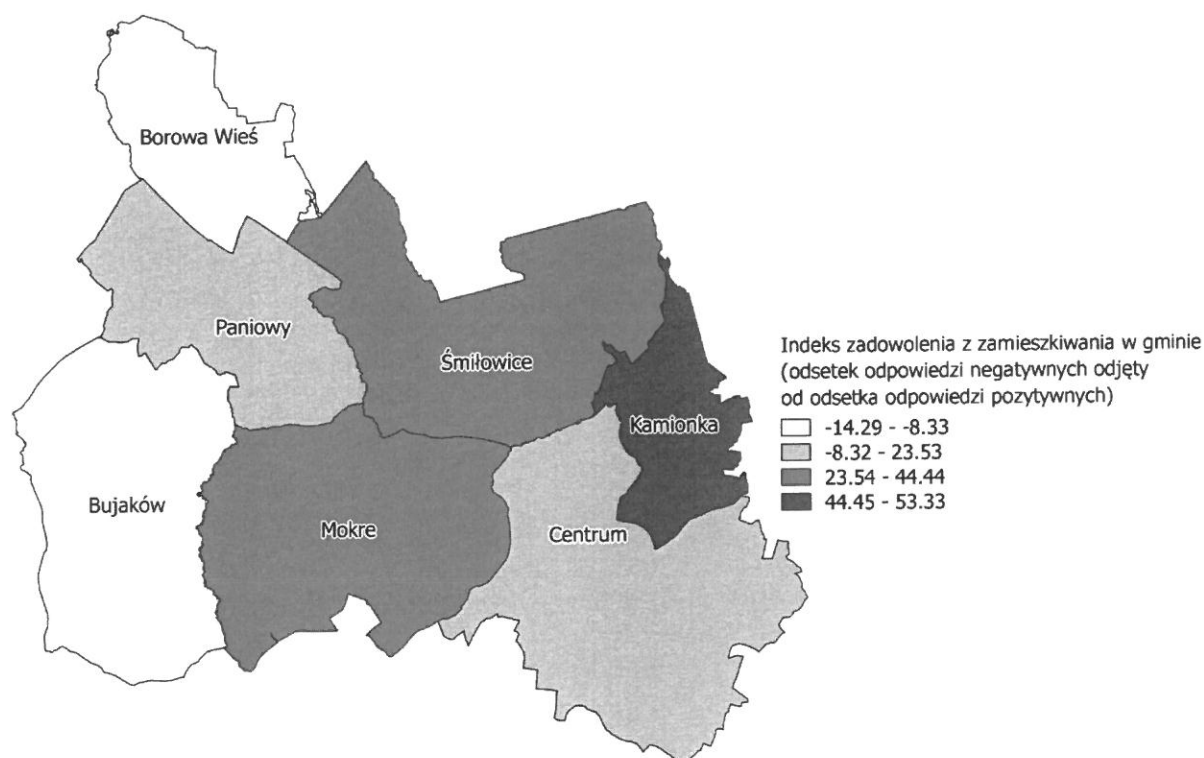 Borowa Wieś
Paniowy
Śmiłowice
Kamionka
Bujaków
Mokre
Centrum
Indeks zadowolenia z zamieszkiwania w gminie
(odsetek odpowiedzi negatywnych odjęty
od odsetka odpowiedzi pozytywnych)
-14.29 - -8.33
-8.32 - 23.53
23.54 - 44.44
44.45 - 53.33